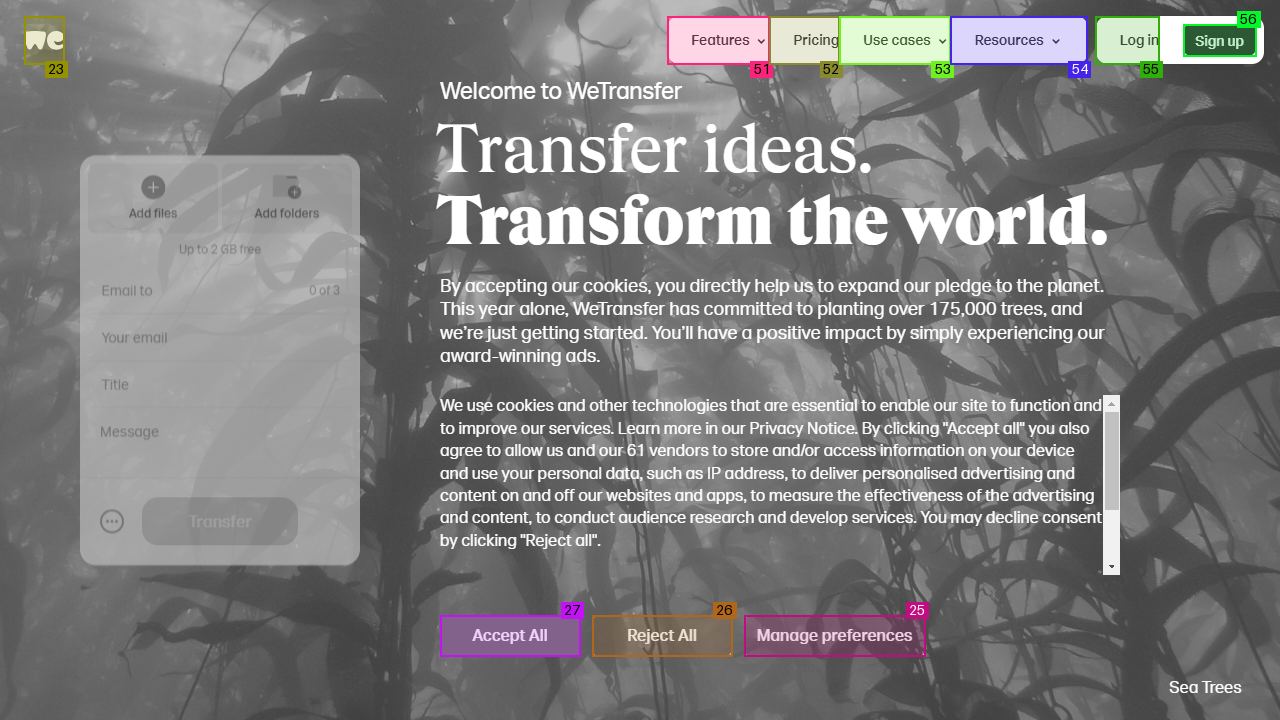 we
Features
Pricing
Use cases
Resources
Log in
Sign up
23
51
52
53
54
55
56
Welcome to WeTransfer
Transfer ideas.
Transform the world.
Add files
Add folders
Up to 2 GB free
Email to
0 of 3
Your email
Title
Message
Transfer
By accepting our cookies, you directly help us to expand our pledge to the planet.
This year alone, WeTransfer has committed to planting over 175,000 trees, and
we're just getting started. You'll have a positive impact by simply experiencing our
award-winning ads.
We use cookies and other technologies that are essential to enable our site to function and
to improve our services. Learn more in our Privacy Notice. By clicking "Accept all" you also
agree to allow us and our 61 vendors to store and/or access information on your device
and use your personal data, such as IP address, to deliver personalised advertising and
content on and off our websites and apps, to measure the effectiveness of the advertising
and content, to conduct audience research and develop services. You may decline consent
by clicking "Reject all".
27
26
25
Accept All
Reject All
Manage preferences
Sea Trees